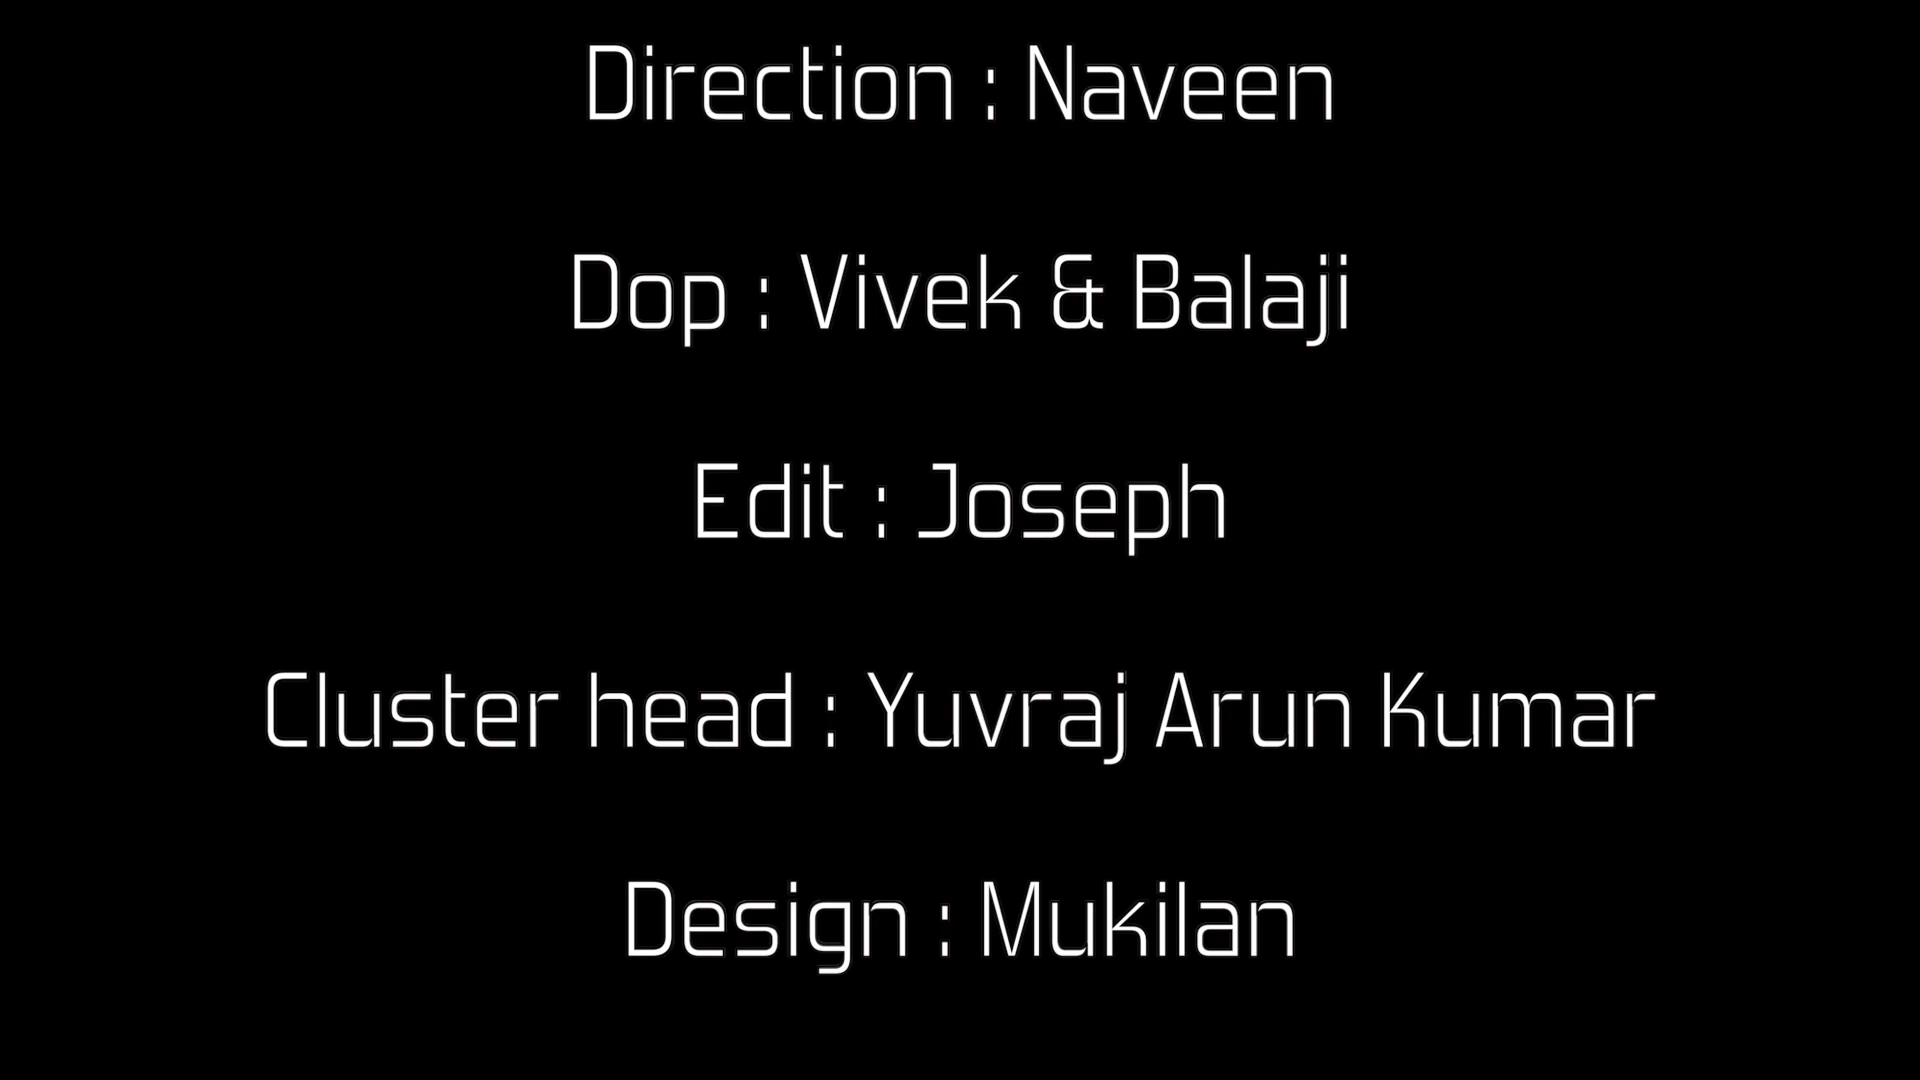 Direction : Naveen
Dop : Vivek & Balaji
Edit : Joseph
Cluster head : Yuvraj Arun Kumar
Design : Mukilan